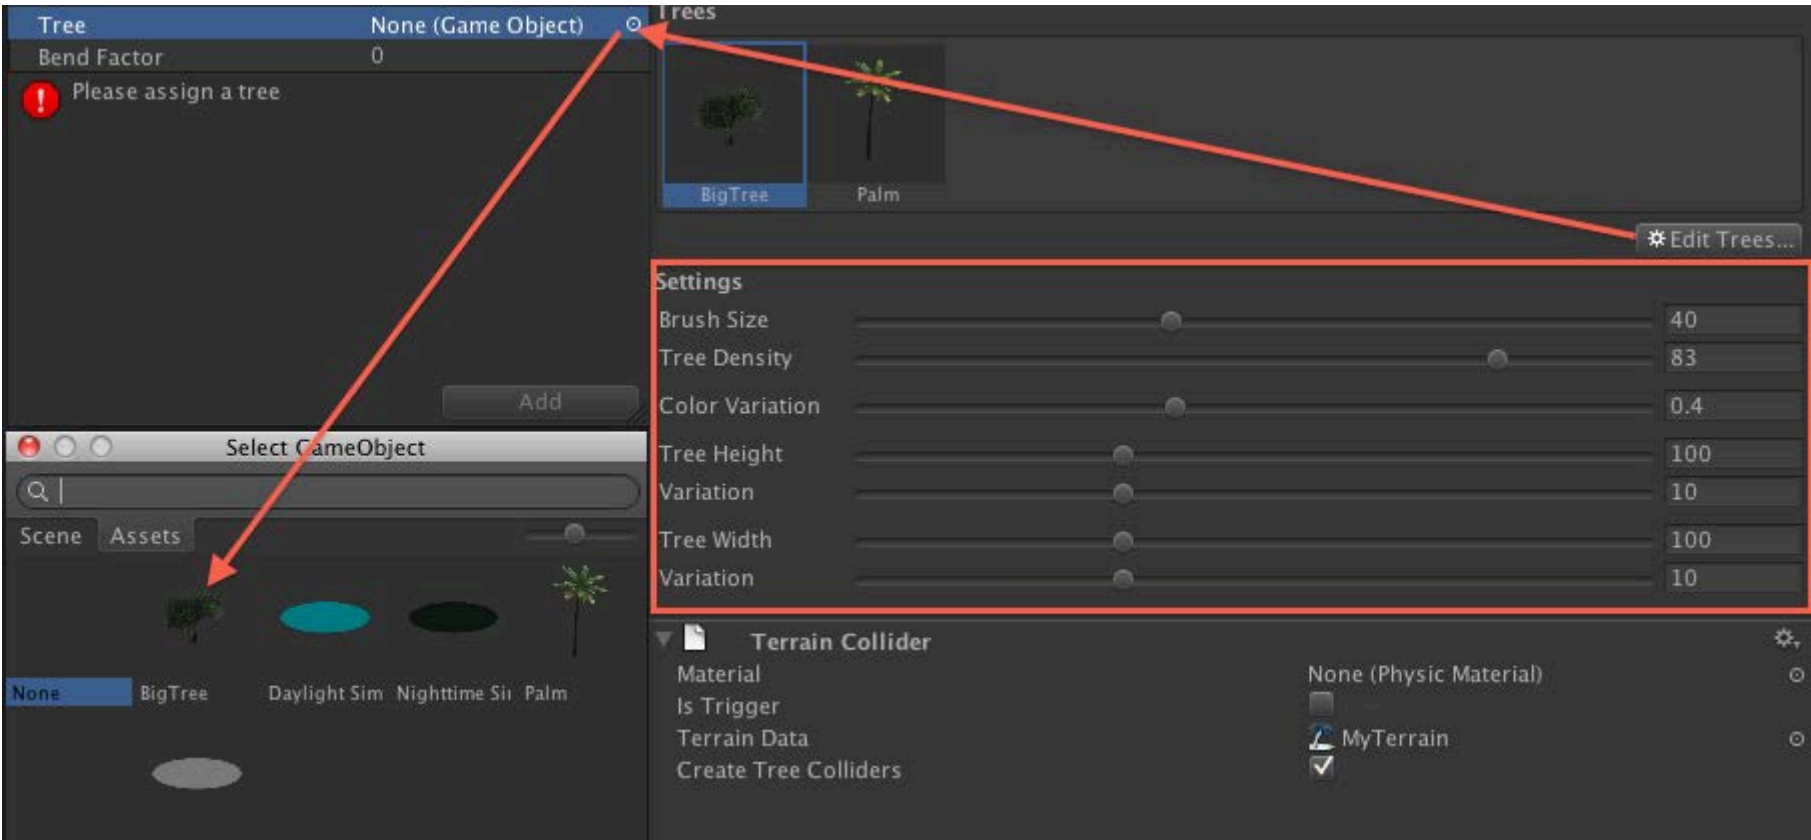 Tree None (Game Object)
Bend Factor 0
Please assign a tree
Add
Select GameObject
Scene Assets
None BigTree Daylight Sim Nighttime Sii Palm
Trees
BigTree Palm
Edit Trees...
Settings
Brush Size 40
Tree Density 83
Color Variation 0.4
Tree Height 100
Variation 10
Tree Width 100
Variation 10
Terrain Collider
Material None (Physic Material)
Is Trigger
Terrain Data MyTerrain
Create Tree Colliders